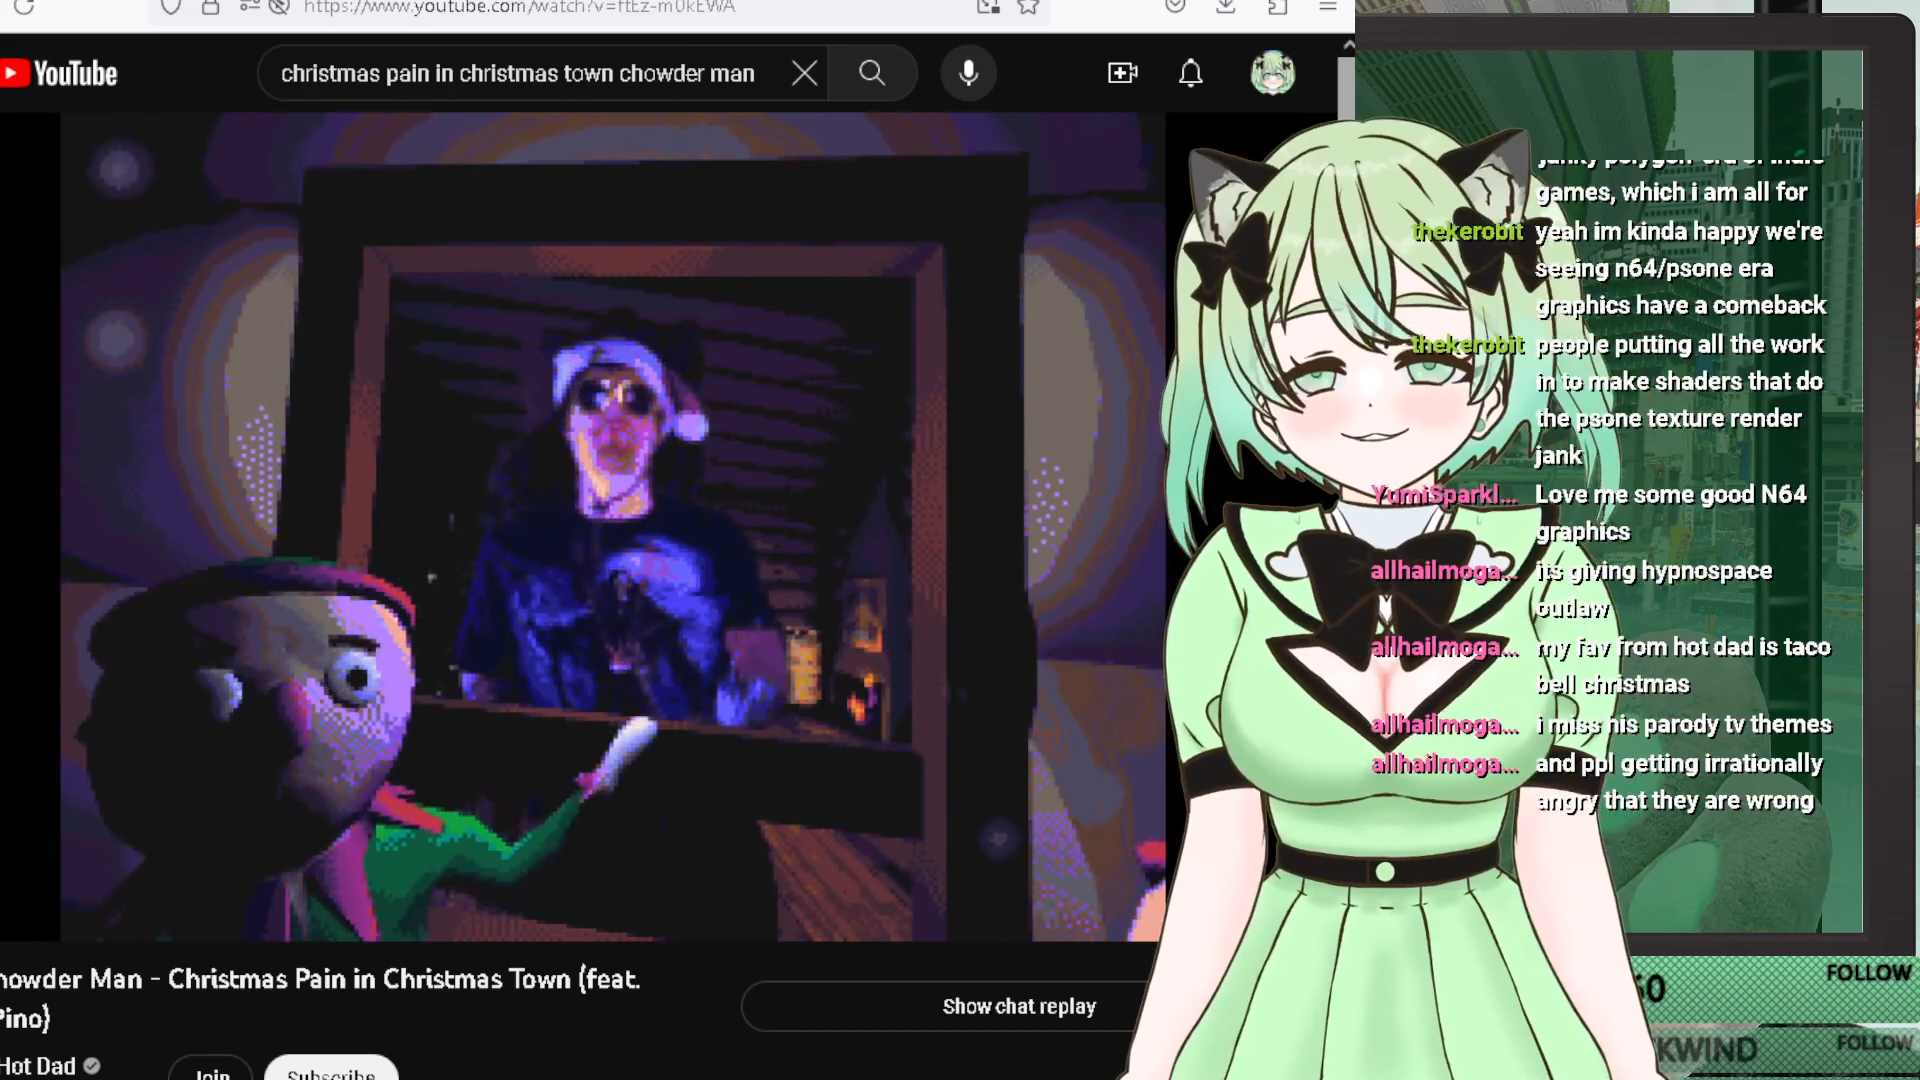 https://www.youtube.com/watch?v=ftEz-m0kEWA
YouTube
christmas pain in christmas town chowder man
games, which i am all for
thekerobit yeah im kinda happy we're
seeing n64/psone era
graphics have a comeback
thekerobit people putting all the work
in to make shaders that do
the psone texture render
jank
YumiSparkl... Love me some good N64
graphics
allhailmoga... its giving hypnospace
outlaw
allhailmoga... my fav from hot dad is taco
bell christmas
allhailmoga... i miss his parody tv themes
allhailmoga... and ppl getting irrationally
angry that they are wrong
howder Man - Christmas Pain in Christmas Town (feat.
Pino)
Show chat replay
Hot Dad
Join
Subscribe
FOLLOW
KWIND
FOLLOW